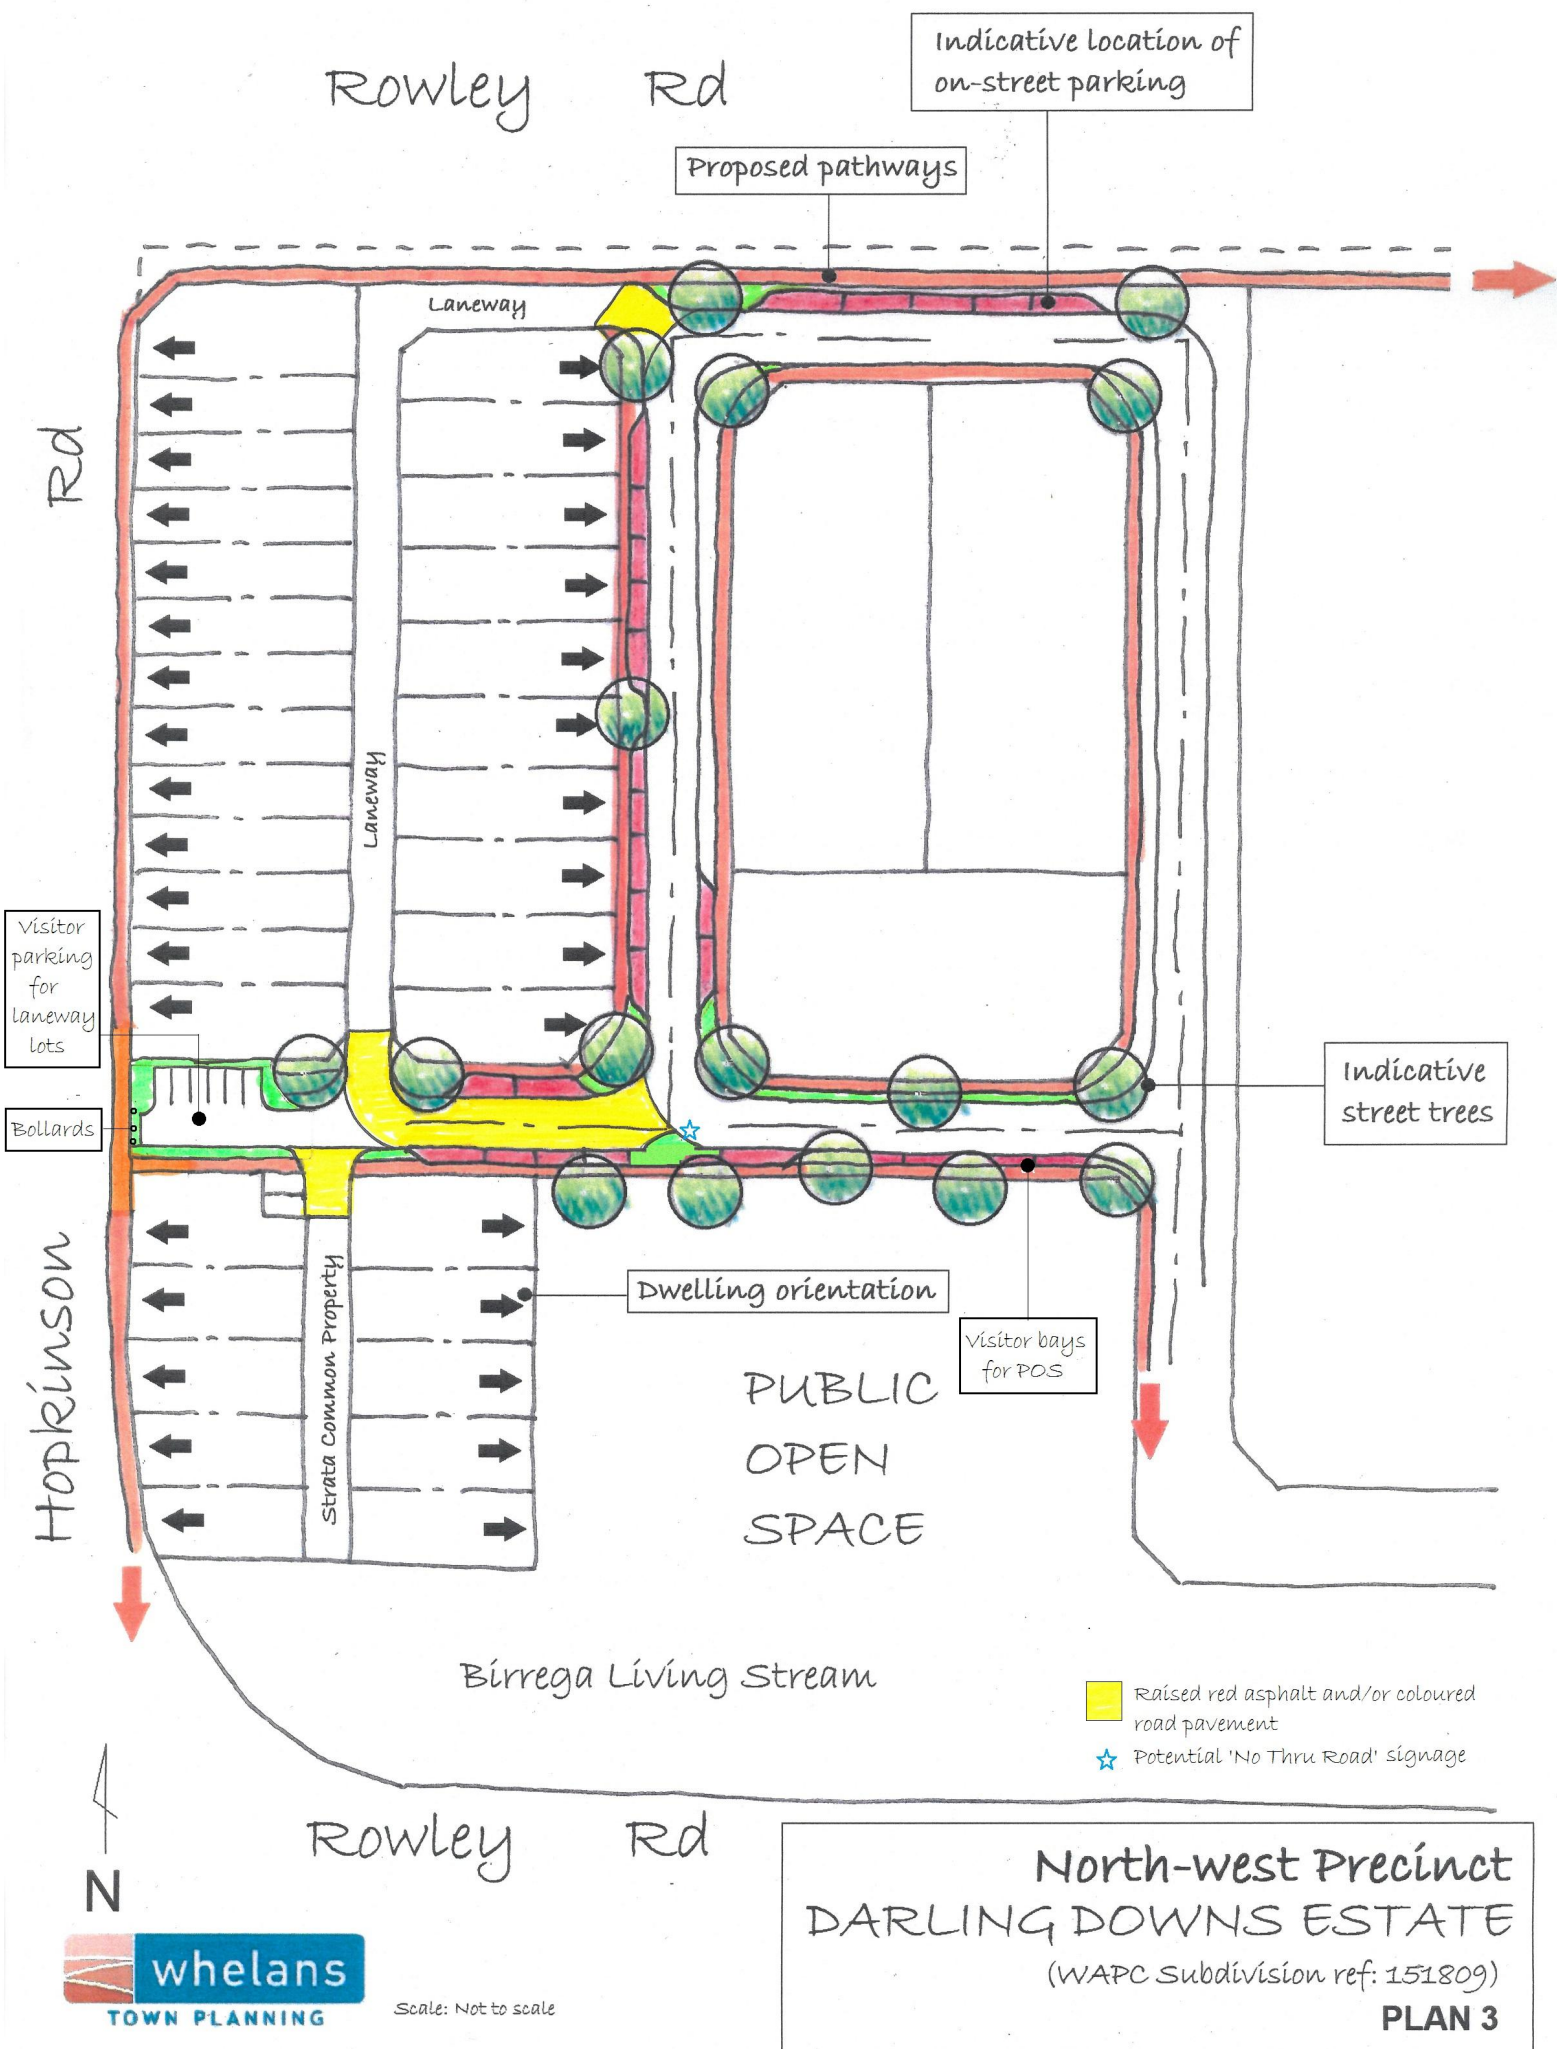 Rowley Rd
Indicative location of
on-street parking
Proposed pathways
Laneway
Rd
Laneway
Visitor
parking
for
laneway
lots
Bollards
Indicative
street trees
Hopkinson
Strata Common Property
Dwelling orientation
Visitor bays
for POS
PUBLIC
OPEN
SPACE
Birrega Living Stream
Raised red asphalt and/or coloured
road pavement
Potential 'No Thru Road' signage
Rowley Rd
N
whelans
TOWN PLANNING
Scale: Not to scale
North-west Precinct
DARLING DOWNS ESTATE
(WAPC Subdivision ref: 151809)
PLAN 3